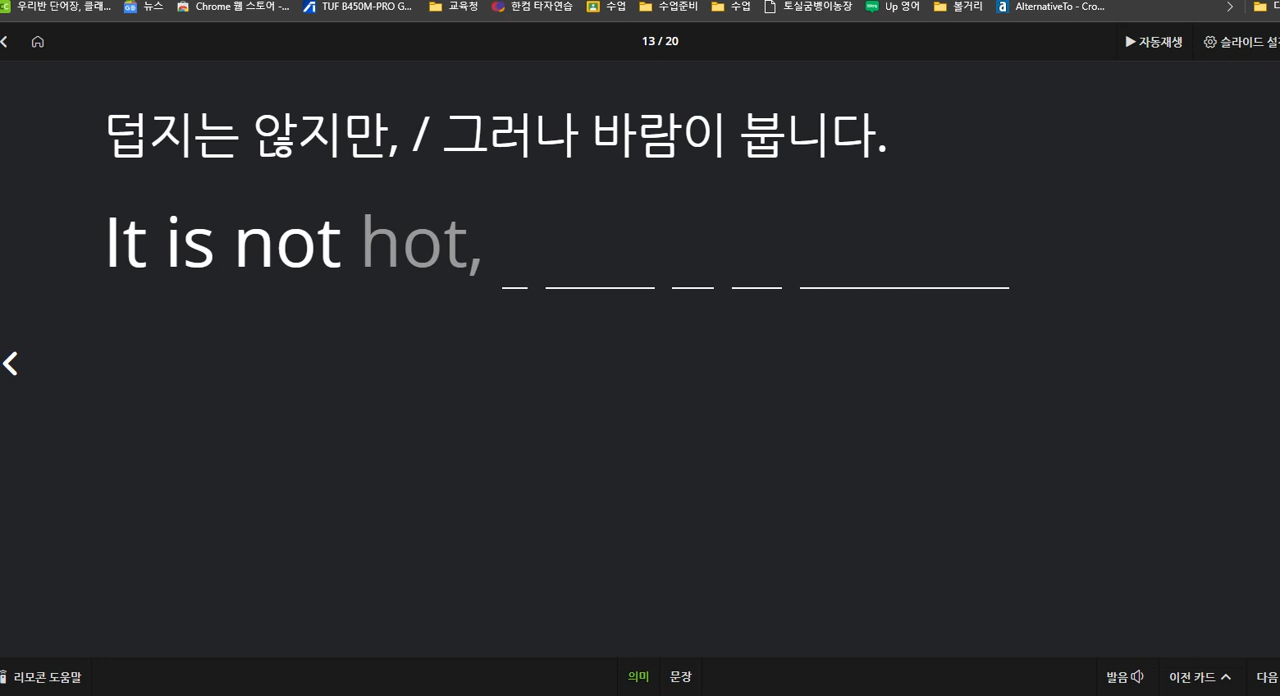 우리반 단어장, 클래... 뉴스 Chrome 웹 스토어 -... TUF B450M-PRO G... 교육청 한컴 타자연습 수업 수업준비 수업 토실굼벵이농장 Up 영어 볼거리 AlternativeTo - Cro...
13 / 20 자동재생 슬라이드 설
덥지는 않지만, / 그러나 바람이 붑니다.
It is not hot,
리모콘 도움말 의미 문장 발음 이전 카드 다음